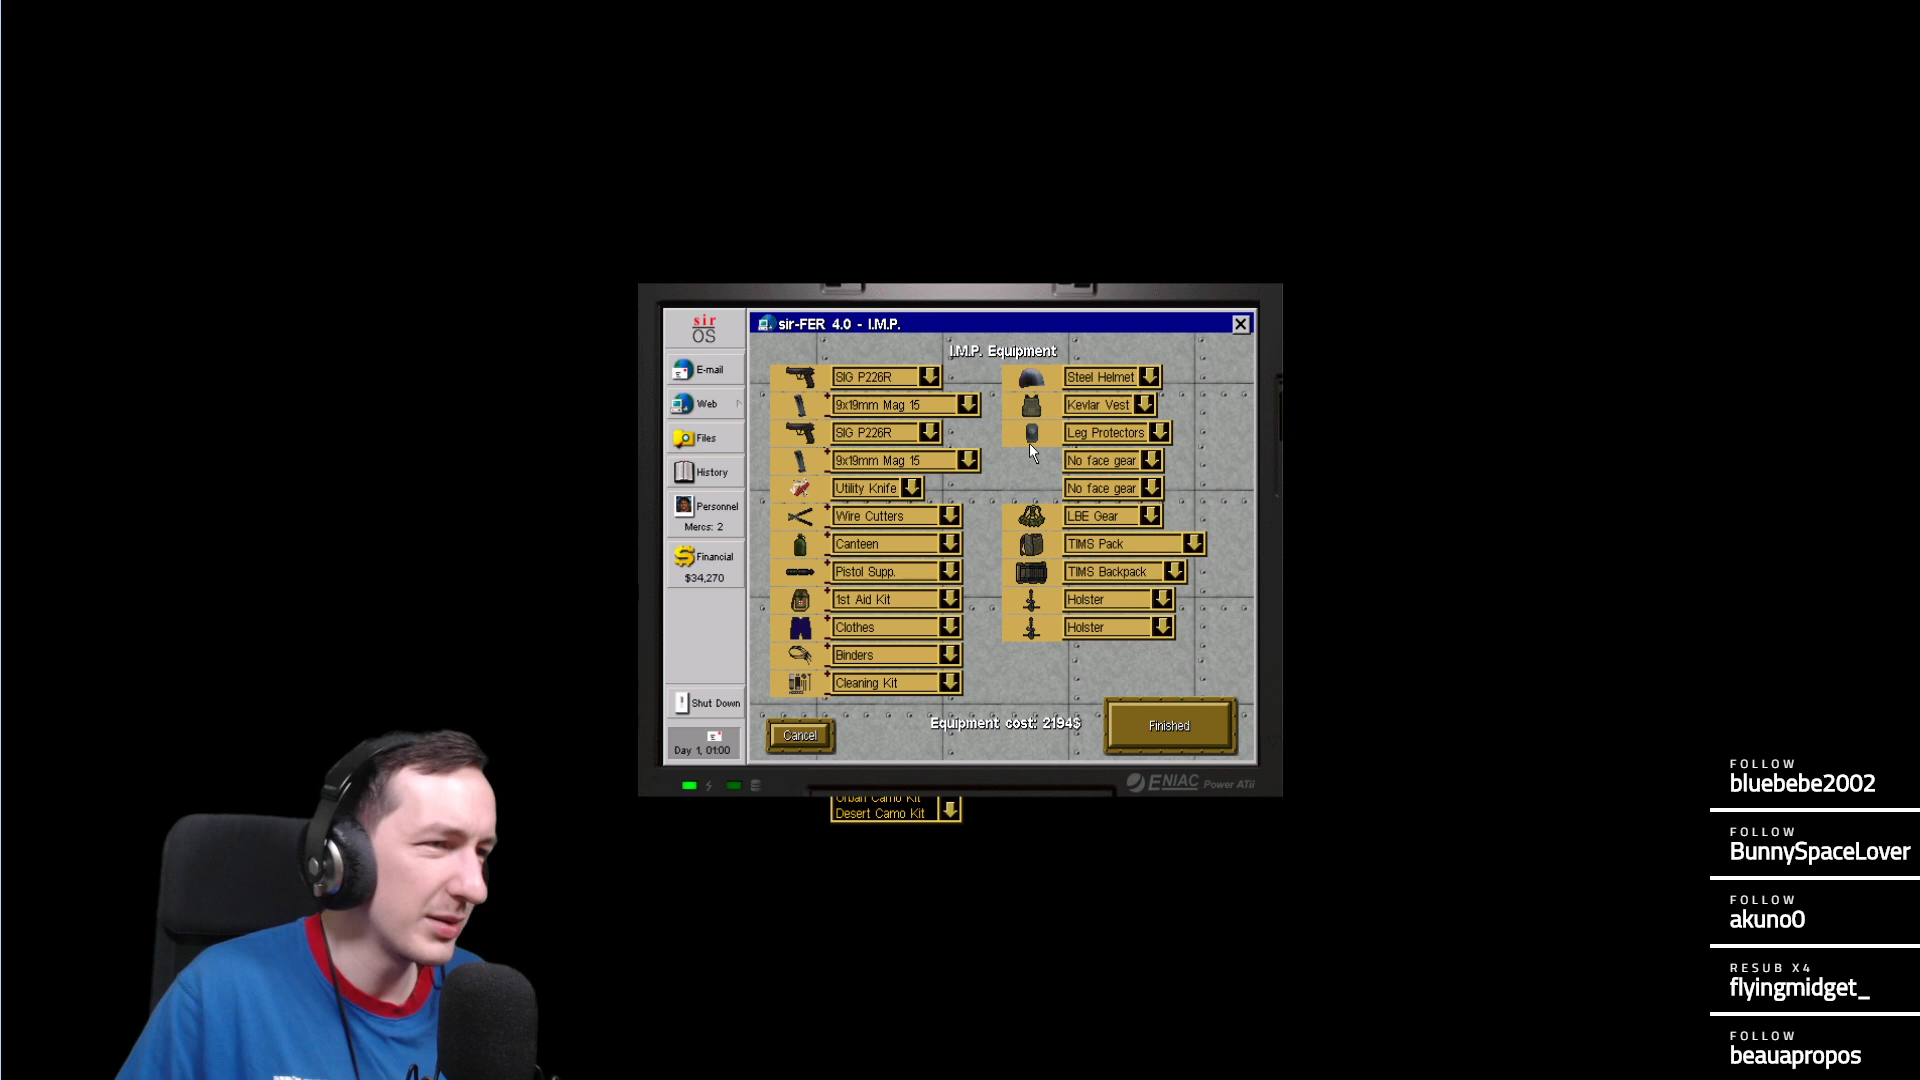 sir
OS
E-mail
Web
Files
History
Personnel
Mercs: 2
Financial
$34,270
Shut Down
Day 1, 01:00
sir-FER 4.0 - I.M.P.
I.M.P. Equipment
SIG P226R
9x19mm Mag 15
SIG P226R
9x19mm Mag 15
Utility Knife
Wire Cutters
Canteen
Pistol Supp.
1st Aid Kit
Clothes
Binders
Cleaning Kit
Steel Helmet
Kevlar Vest
Leg Protectors
No face gear
No face gear
LBE Gear
TIMS Pack
TIMS Backpack
Holster
Holster
Equipment cost: 2194$
Cancel
Finished
ENIAC Power ATii
Urban Camo Kit
Desert Camo Kit
FOLLOW
bluebebe2002
FOLLOW
BunnySpaceLover
FOLLOW
akuno0
RESUB X4
flyingmidget_
FOLLOW
beauapropos